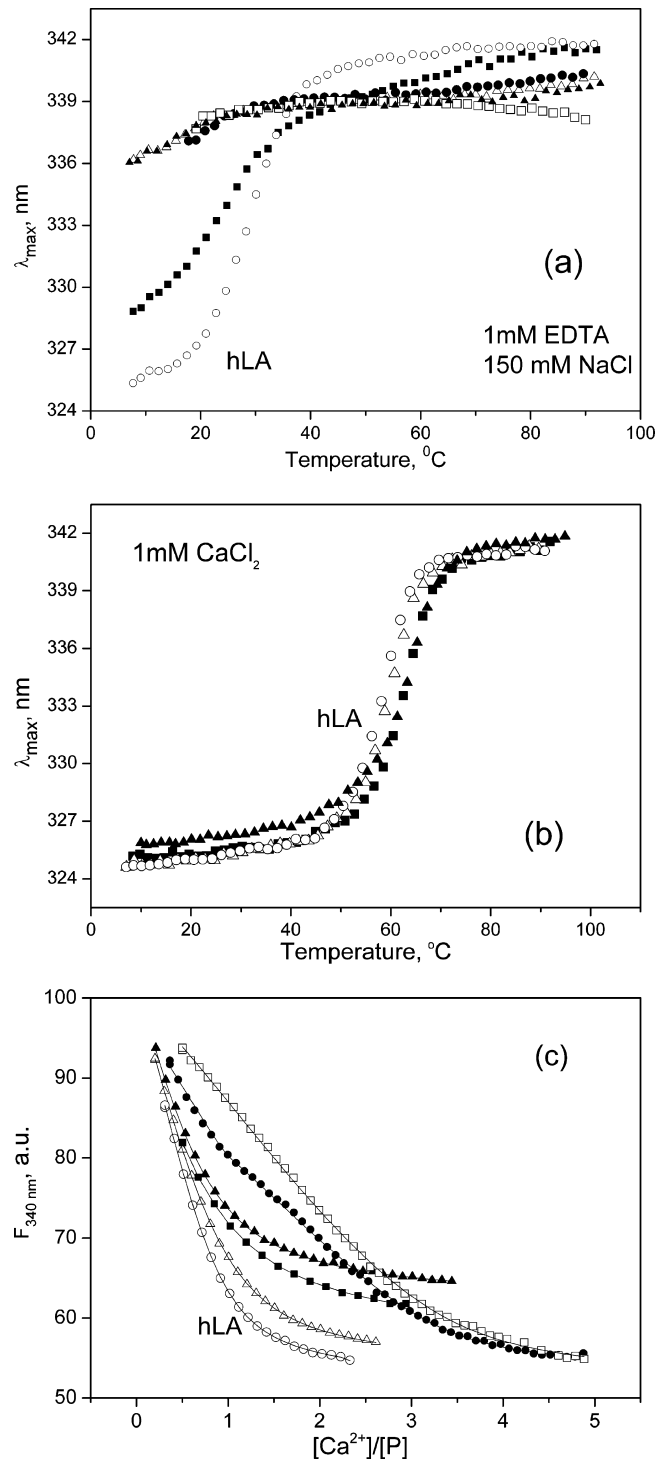 342
339
336
333
330
327
324
λmax, nm
(a)
hLA
1mM EDTA
150 mM NaCl
0 20 40 60 80 100
Temperature, ⁰C
342
339
336
333
330
327
324
λmax, nm
1mM CaCl₂
hLA
(b)
0 20 40 60 80 100
Temperature, °C
100
90
80
70
60
50
F340 nm, a.u.
(c)
hLA
0 1 2 3 4 5
[Ca²⁺]/[P]